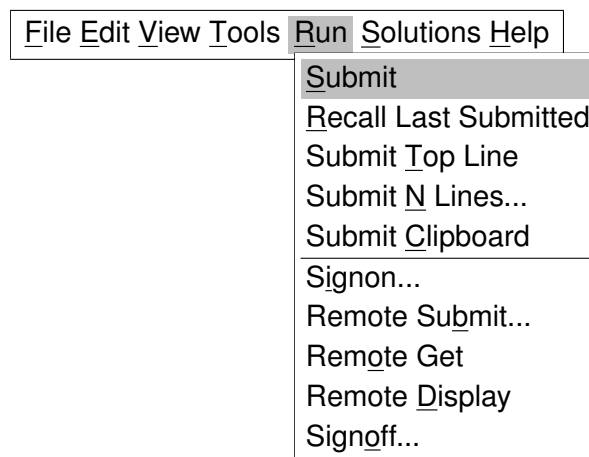 File Edit View Tools Run Solutions Help
Submit
Recall Last Submitted
Submit Top Line
Submit N Lines...
Submit Clipboard
Signon...
Remote Submit...
Remote Get
Remote Display
Signoff...